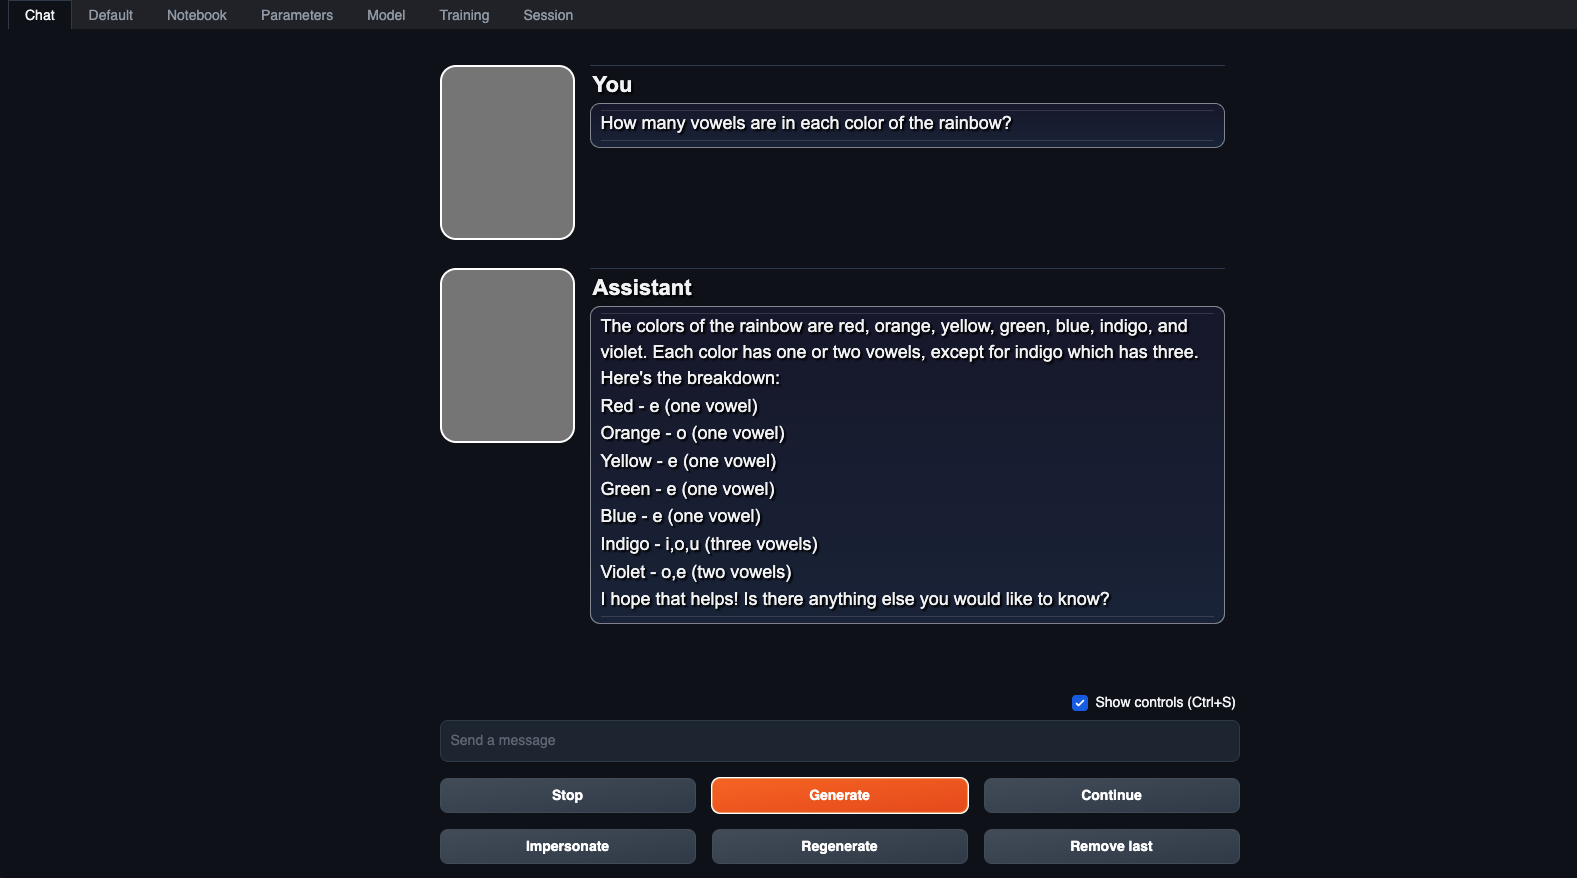 Chat Default Notebook Parameters Model Training Session
You
How many vowels are in each color of the rainbow?
Assistant
The colors of the rainbow are red, orange, yellow, green, blue, indigo, and
violet. Each color has one or two vowels, except for indigo which has three.
Here's the breakdown:
Red - e (one vowel)
Orange - o (one vowel)
Yellow - e (one vowel)
Green - e (one vowel)
Blue - e (one vowel)
Indigo - i,o,u (three vowels)
Violet - o,e (two vowels)
I hope that helps! Is there anything else you would like to know?
Show controls (Ctrl+S)
Send a message
Stop Generate Continue
Impersonate Regenerate Remove last